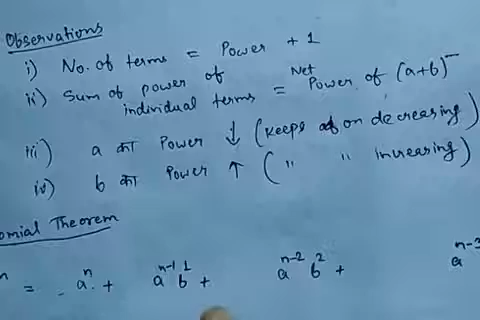 Observations
i) No. of terms = Power + 1
ii) Sum of power of individual terms = Net Power of (a+b)
iii) a का Power ↓ (Keeps on decreasing)
iv) b का Power ↑ ( " " increasing)
omial Theorem
n = a^n + a^{n-1} b^1 + a^{n-2} b^2 + a^{n-3}